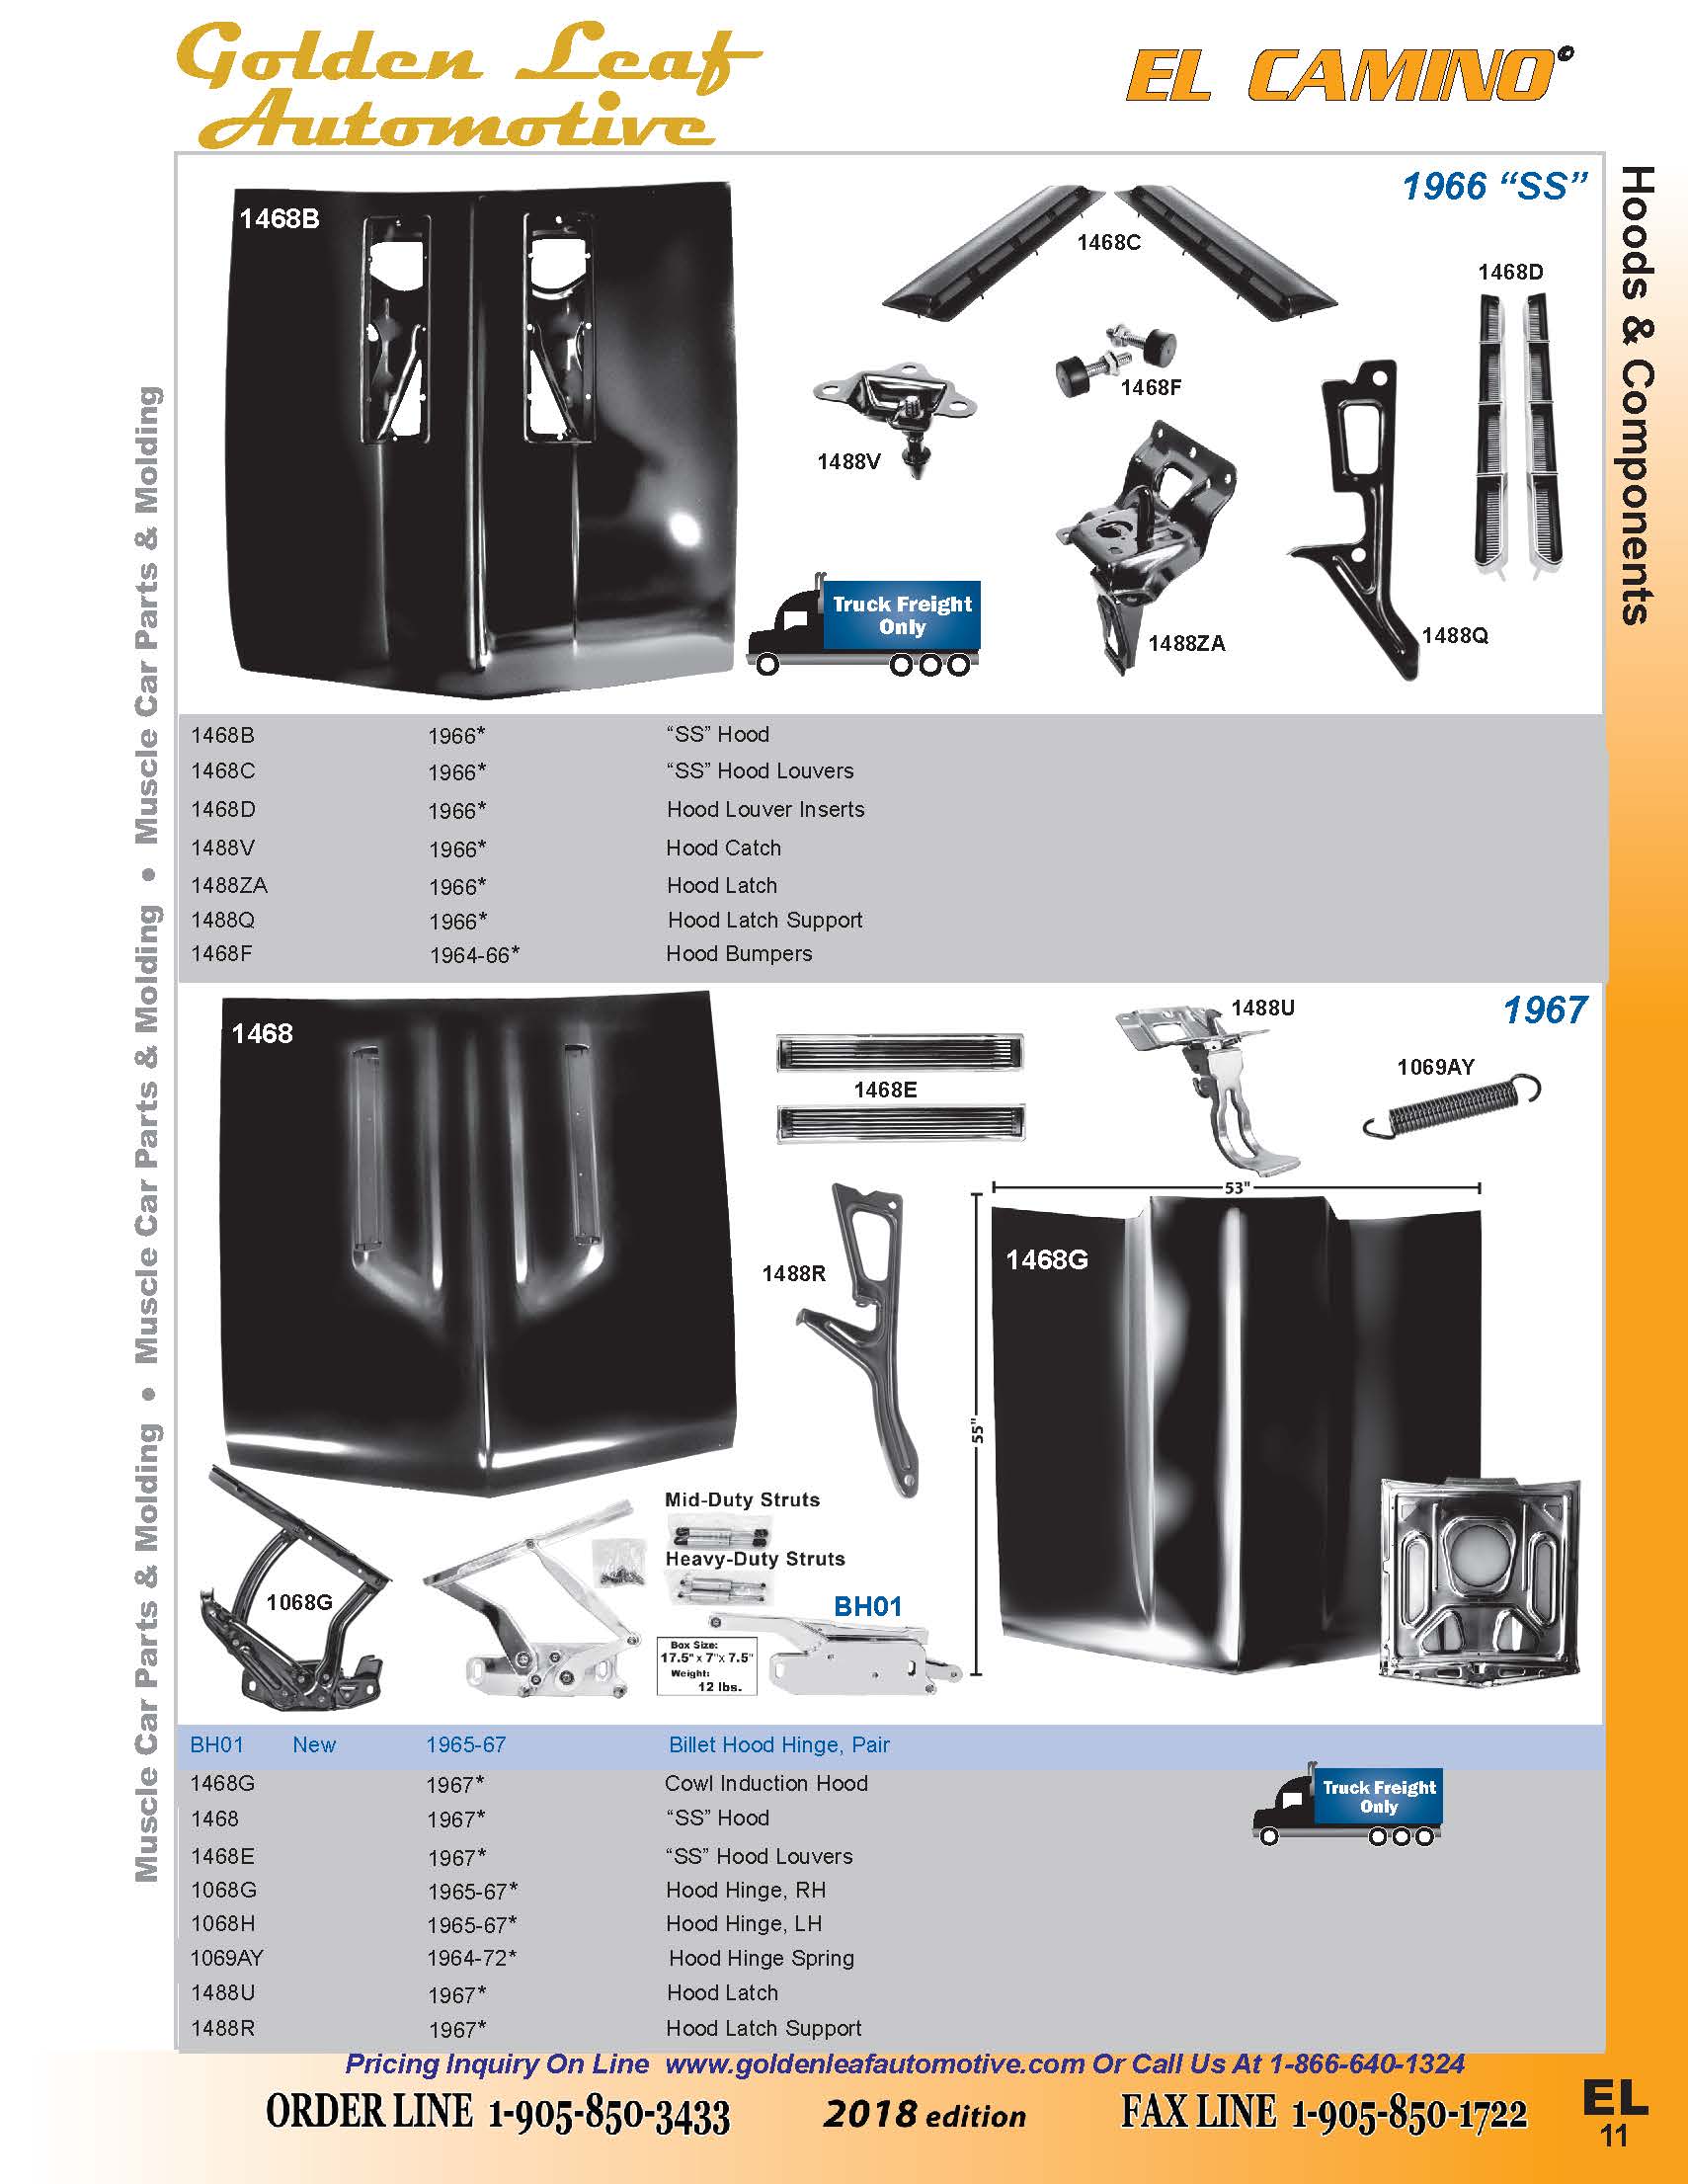 Golden Leaf
Automotive
EL CAMINO
Hoods & Components
Muscle Car Parts & Molding • Muscle Car Parts & Molding • Muscle Car Parts & Molding
1966 “SS”
1468B
1468C
1468D
1468F
1488V
1488ZA
1488Q
Truck Freight
Only
1468B 1966* “SS” Hood
1468C 1966* “SS” Hood Louvers
1468D 1966* Hood Louver Inserts
1488V 1966* Hood Catch
1488ZA 1966* Hood Latch
1488Q 1966* Hood Latch Support
1468F 1964-66* Hood Bumpers
1967
1468
1468E
1488U
1069AY
1488R
53"
55"
1468G
1068G
Mid-Duty Struts
Heavy-Duty Struts
BH01
Box Size:
17.5" x 7"x 7.5"
Weight:
12 lbs.
BH01 New 1965-67 Billet Hood Hinge, Pair
1468G 1967* Cowl Induction Hood
1468 1967* “SS” Hood
1468E 1967* “SS” Hood Louvers
1068G 1965-67* Hood Hinge, RH
1068H 1965-67* Hood Hinge, LH
1069AY 1964-72* Hood Hinge Spring
1488U 1967* Hood Latch
1488R 1967* Hood Latch Support
Truck Freight
Only
Pricing Inquiry On Line www.goldenleafautomotive.com Or Call Us At 1-866-640-1324
ORDER LINE 1-905-850-3433 2018 edition FAX LINE 1-905-850-1722
EL
11